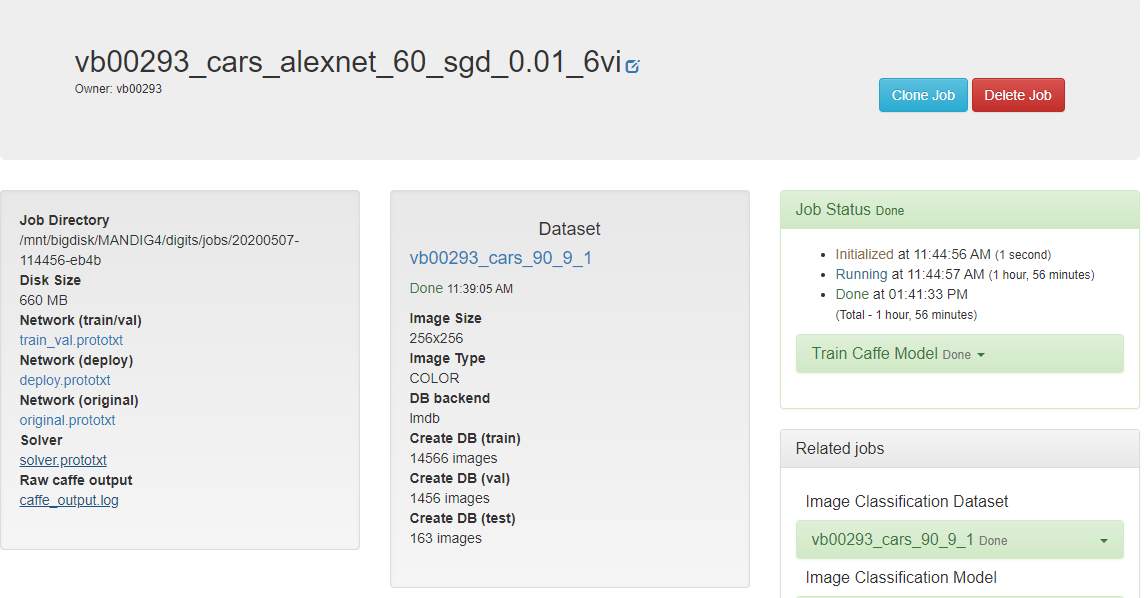 vb00293_cars_alexnet_60_sgd_0.01_6vi
Owner: vb00293
Clone Job
Delete Job
Job Directory
/mnt/bigdisk/MANDIG4/digits/jobs/20200507-
114456-eb4b
Disk Size
660 MB
Network (train/val)
train_val.prototxt
Network (deploy)
deploy.prototxt
Network (original)
original.prototxt
Solver
solver.prototxt
Raw caffe output
caffe_output.log
Dataset
vb00293_cars_90_9_1
Done 11:39:05 AM
Image Size
256x256
Image Type
COLOR
DB backend
lmdb
Create DB (train)
14566 images
Create DB (val)
1456 images
Create DB (test)
163 images
Job Status Done
Initialized at 11:44:56 AM (1 second)
Running at 11:44:57 AM (1 hour, 56 minutes)
Done at 01:41:33 PM
(Total - 1 hour, 56 minutes)
Train Caffe Model Done
Related jobs
Image Classification Dataset
vb00293_cars_90_9_1 Done
Image Classification Model